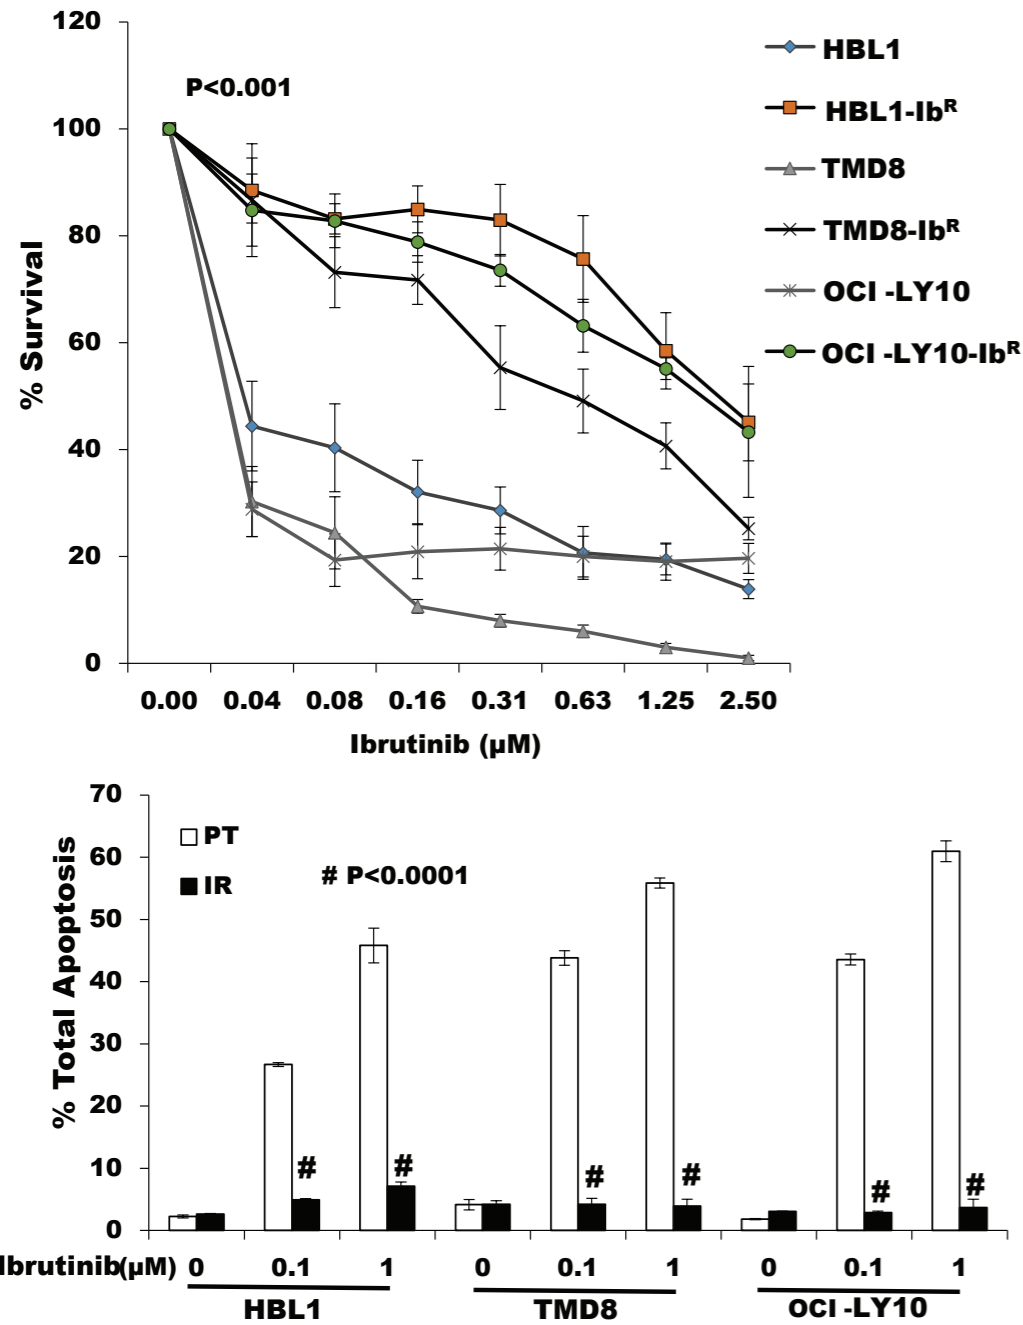 120
100
80
60
40
20
0
% Survival
P<0.001
HBL1
HBL1-Ib^R
TMD8
TMD8-Ib^R
OCI -LY10
OCI -LY10-Ib^R
0.00 0.04 0.08 0.16 0.31 0.63 1.25 2.50
Ibrutinib (µM)
70
60
50
40
30
20
10
0
% Total Apoptosis
PT
IR
# P<0.0001
# # # # # #
Ibrutinib(µM) 0 0.1 1 0 0.1 1 0 0.1 1
HBL1 TMD8 OCI -LY10